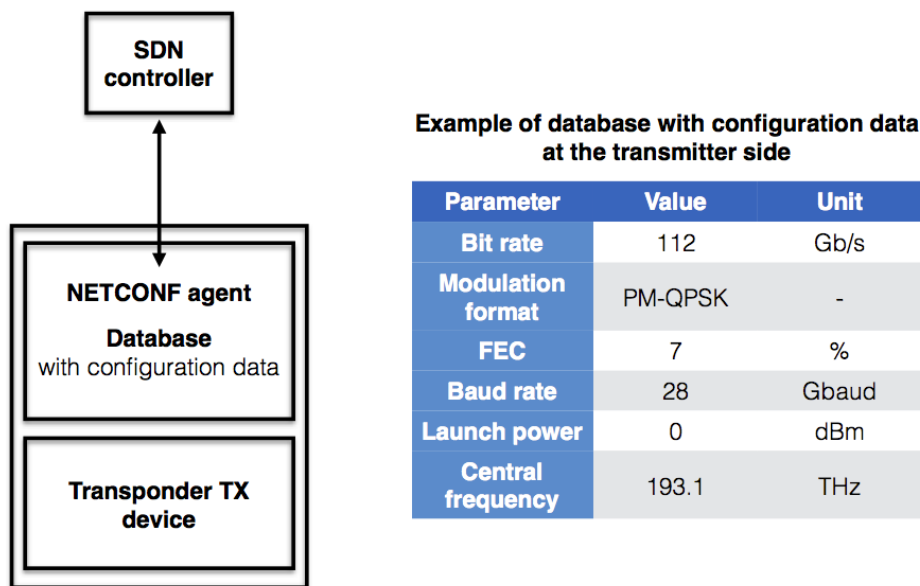 SDN
controller
NETCONF agent
Database
with configuration data
Transponder TX
device
Example of database with configuration data
at the transmitter side
Parameter Value Unit
Bit rate 112 Gb/s
Modulation
format PM-QPSK -
FEC 7 %
Baud rate 28 Gbaud
Launch power 0 dBm
Central
frequency 193.1 THz